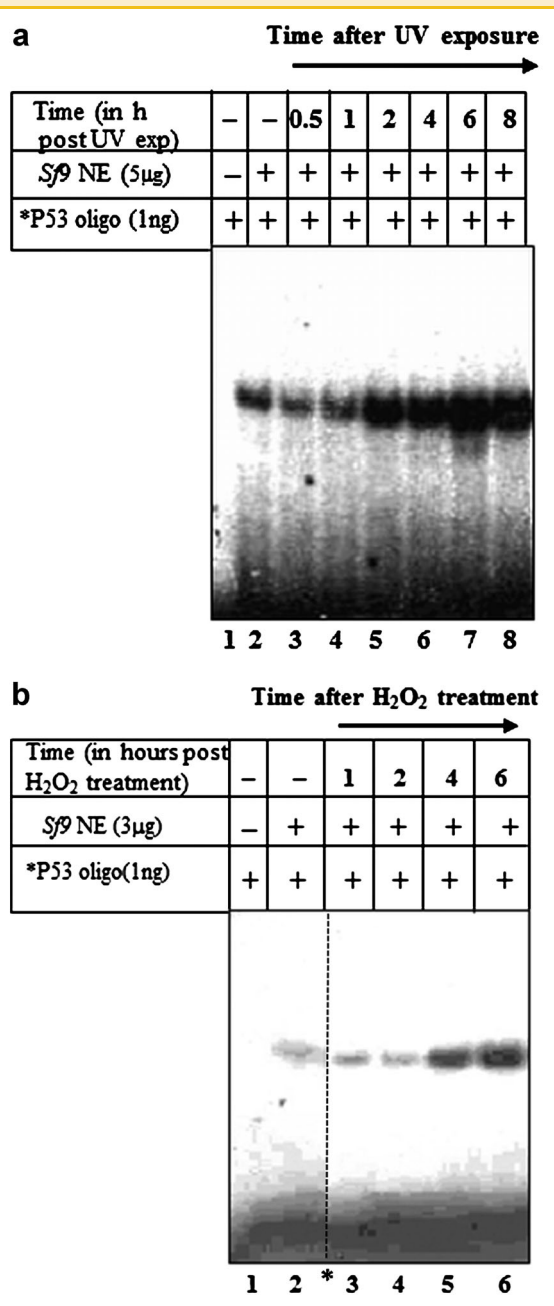 a
Time after UV exposure
Time (in h post UV exp) – – 0.5 1 2 4 6 8
Sf9 NE (5μg) – + + + + + + +
*P53 oligo (1ng) + + + + + + + +
1 2 3 4 5 6 7 8
b
Time after H₂O₂ treatment
Time (in hours post H₂O₂ treatment) – – 1 2 4 6
Sf9 NE (3μg) – + + + + +
*P53 oligo(1ng) + + + + + +
1 2 * 3 4 5 6